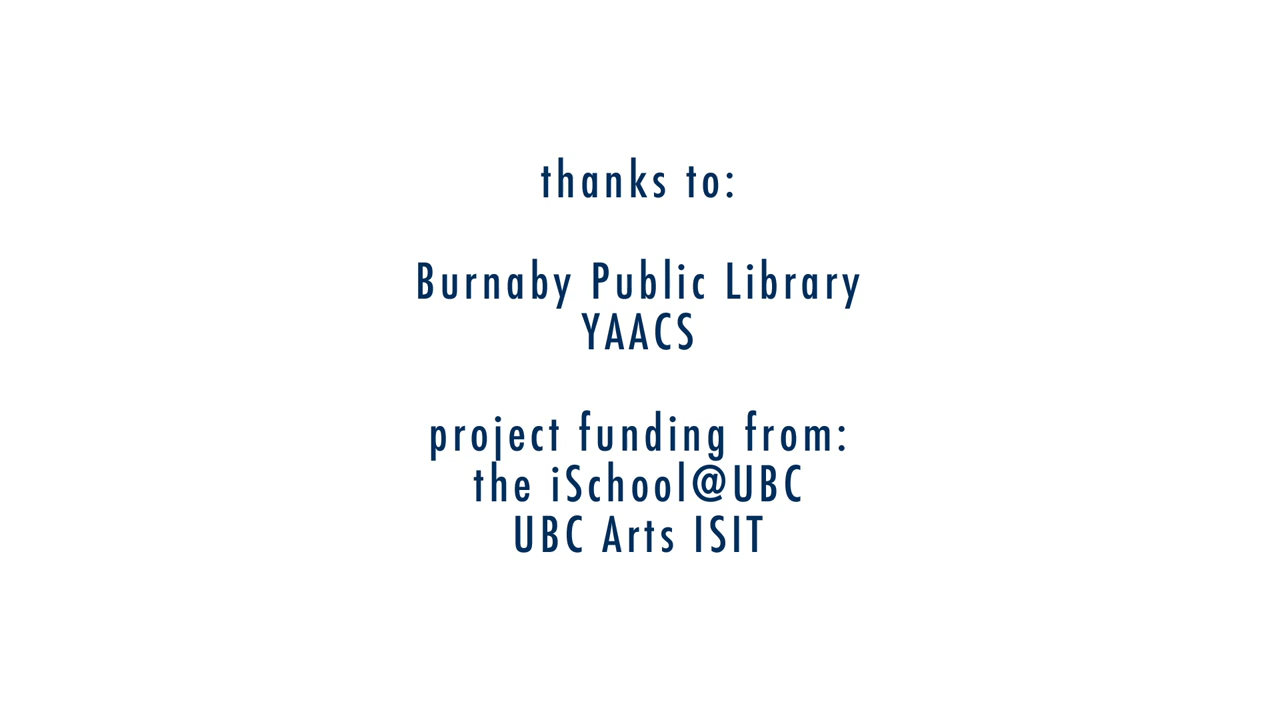 thanks to:
Burnaby Public Library
YAACS
project funding from:
the iSchool@UBC
UBC Arts ISIT